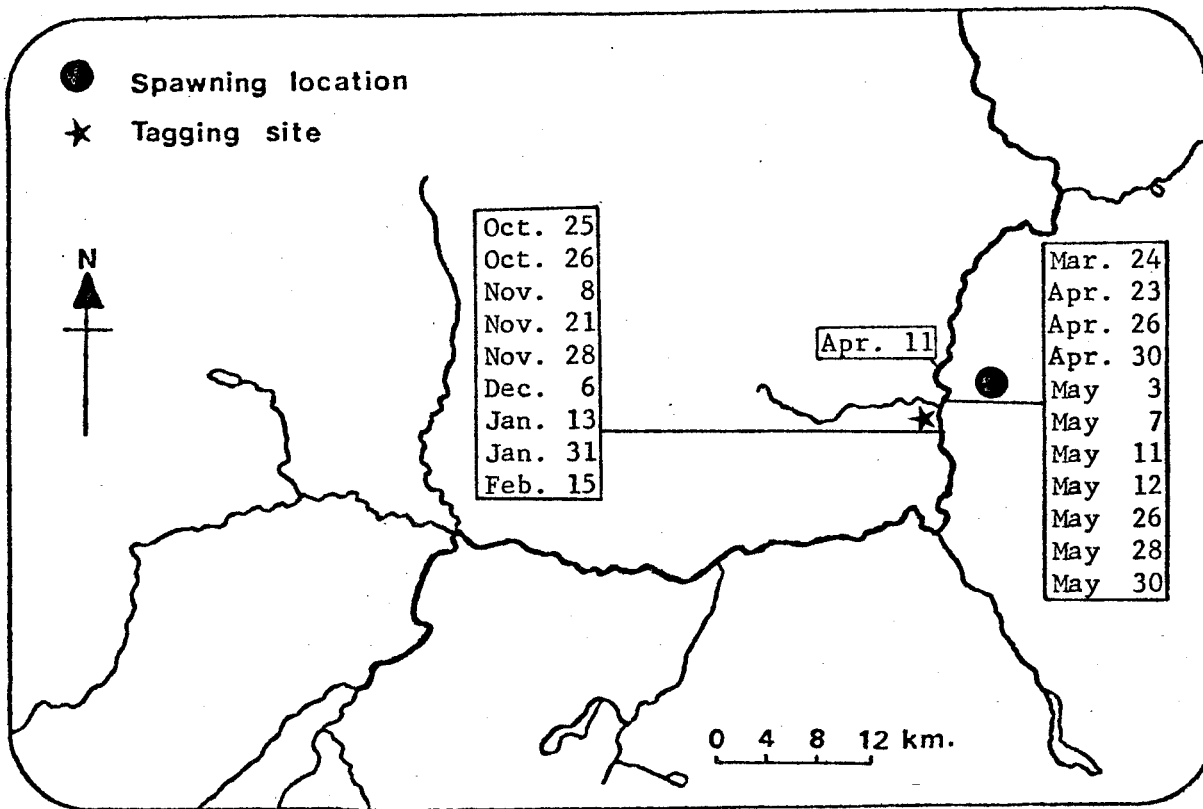 Spawning location
Tagging site
N
Oct. 25
Oct. 26
Nov. 8
Nov. 21
Nov. 28
Dec. 6
Jan. 13
Jan. 31
Feb. 15
Apr. 11
Mar. 24
Apr. 23
Apr. 26
Apr. 30
May 3
May 7
May 11
May 12
May 26
May 28
May 30
0 4 8 12 km.